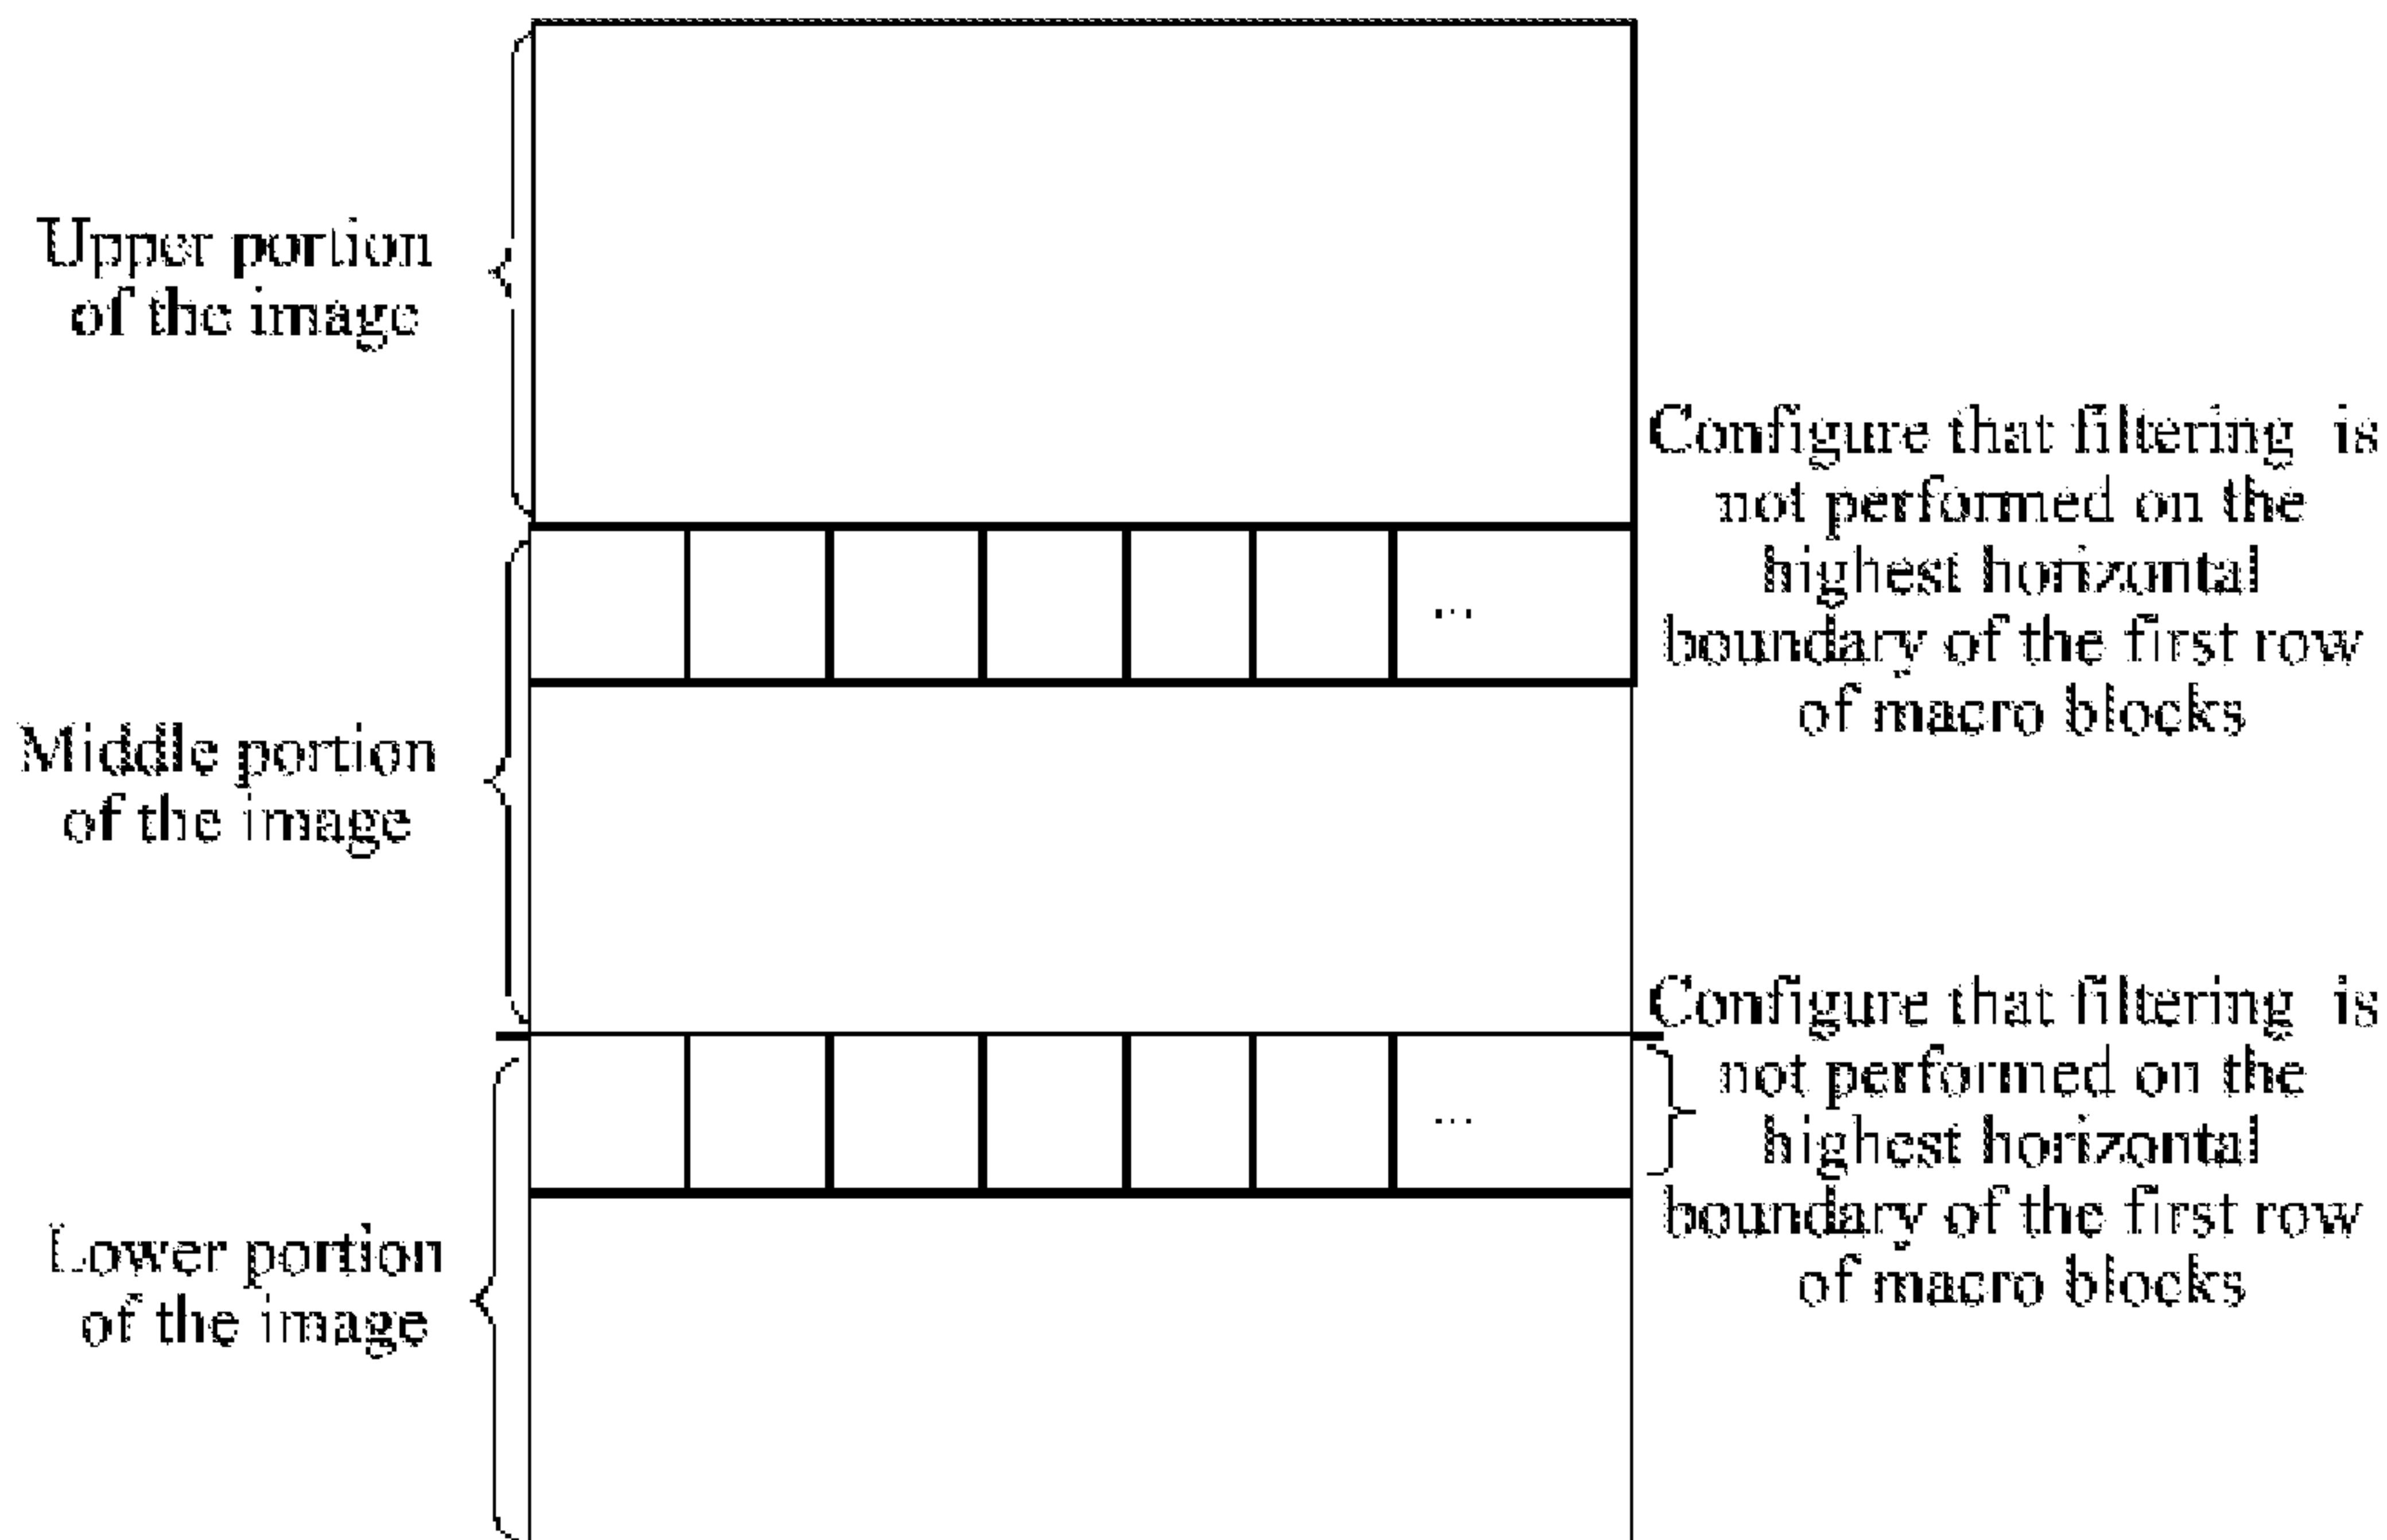 Upper portion
of the image
Configure that filtering is
not performed on the
highest horizontal
boundary of the first row
of macro blocks
...
Middle portion
of the image
Configure that filtering is
not performed on the
highest horizontal
boundary of the first row
of macro blocks
...
Lower portion
of the image